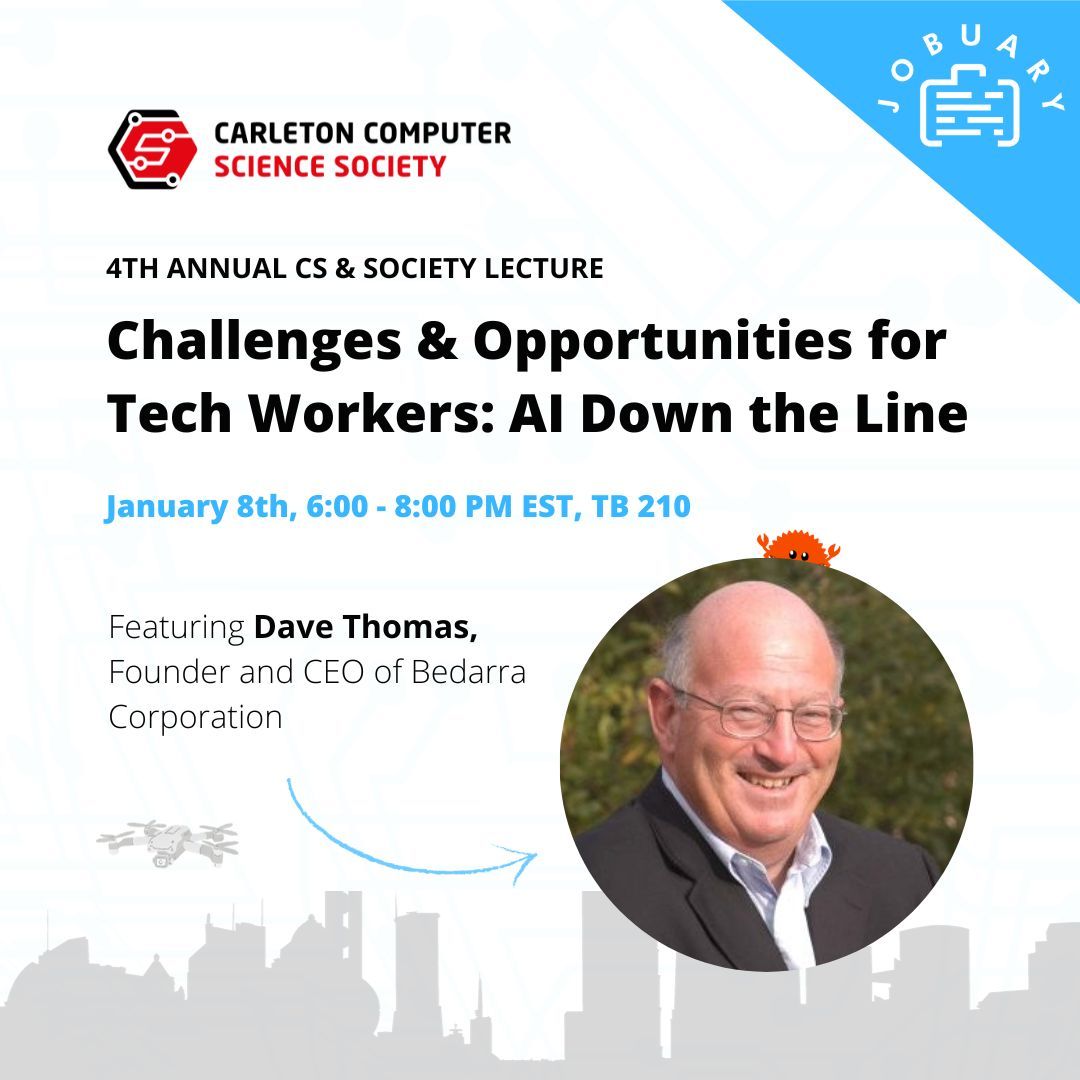 JOBUARY
CARLETON COMPUTER
SCIENCE SOCIETY
4TH ANNUAL CS & SOCIETY LECTURE
Challenges & Opportunities for
Tech Workers: AI Down the Line
January 8th, 6:00 - 8:00 PM EST, TB 210
Featuring Dave Thomas,
Founder and CEO of Bedarra
Corporation